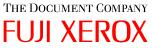 THE DOCUMENT COMPANY
FUJI XEROX